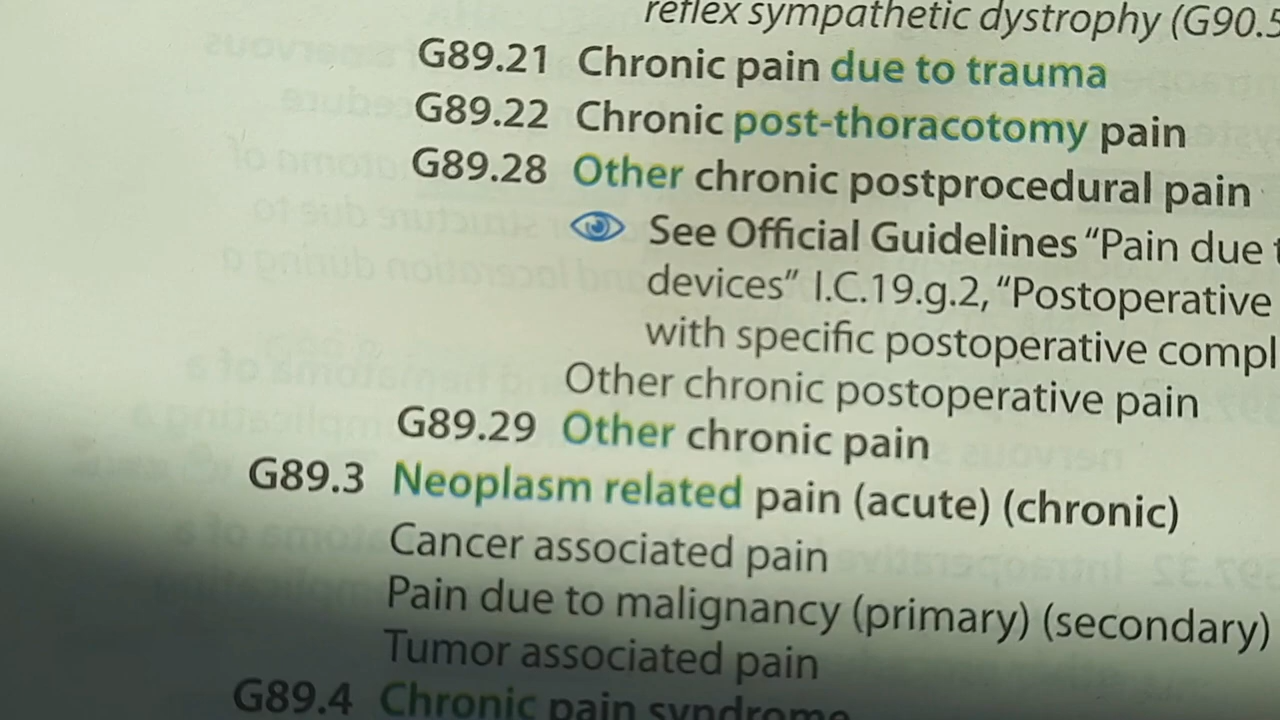 reflex sympathetic dystrophy (G90.5
G89.21 Chronic pain due to trauma
G89.22 Chronic post-thoracotomy pain
G89.28 Other chronic postprocedural pain
See Official Guidelines “Pain due
devices” I.C.19.g.2, “Postoperative
with specific postoperative compl
Other chronic postoperative pain
G89.29 Other chronic pain
G89.3 Neoplasm related pain (acute) (chronic)
Cancer associated pain
Pain due to malignancy (primary) (secondary)
Tumor associated pain
G89.4 Chronic pain syndrome